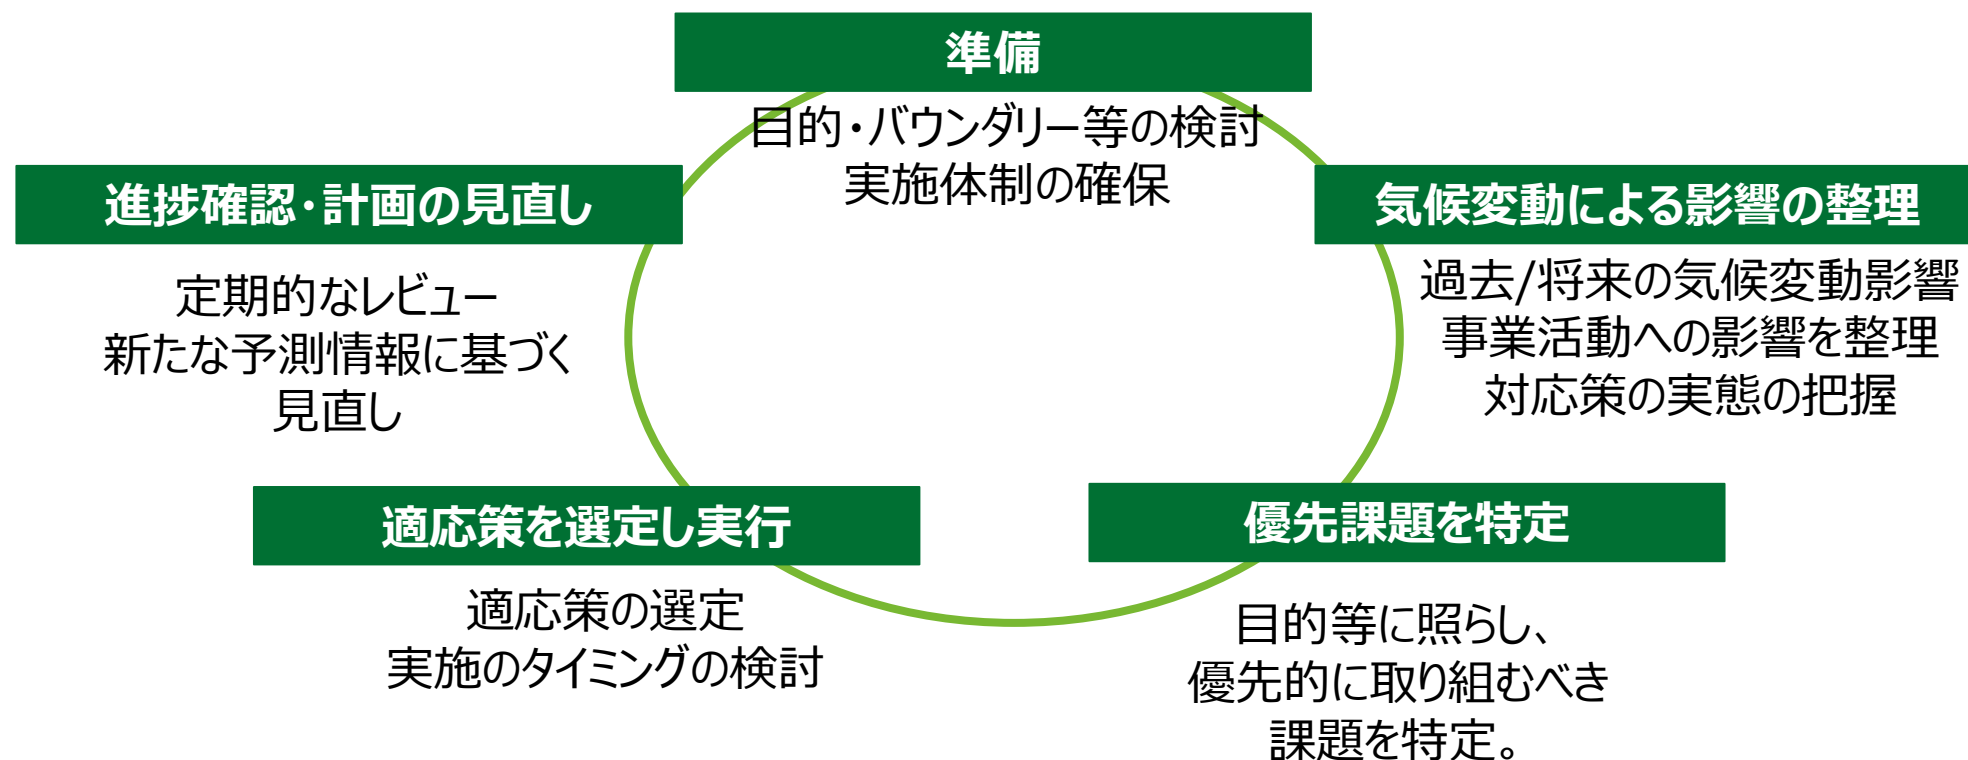 準備
目的・バウンダリー等の検討
実施体制の確保
気候変動による影響の整理
過去/将来の気候変動影響
事業活動への影響を整理
対応策の実態の把握
優先課題を特定
目的等に照らし、
優先的に取り組むべき
課題を特定。
適応策を選定し実行
適応策の選定
実施のタイミングの検討
進捗確認・計画の見直し
定期的なレビュー
新たな予測情報に基づく
見直し